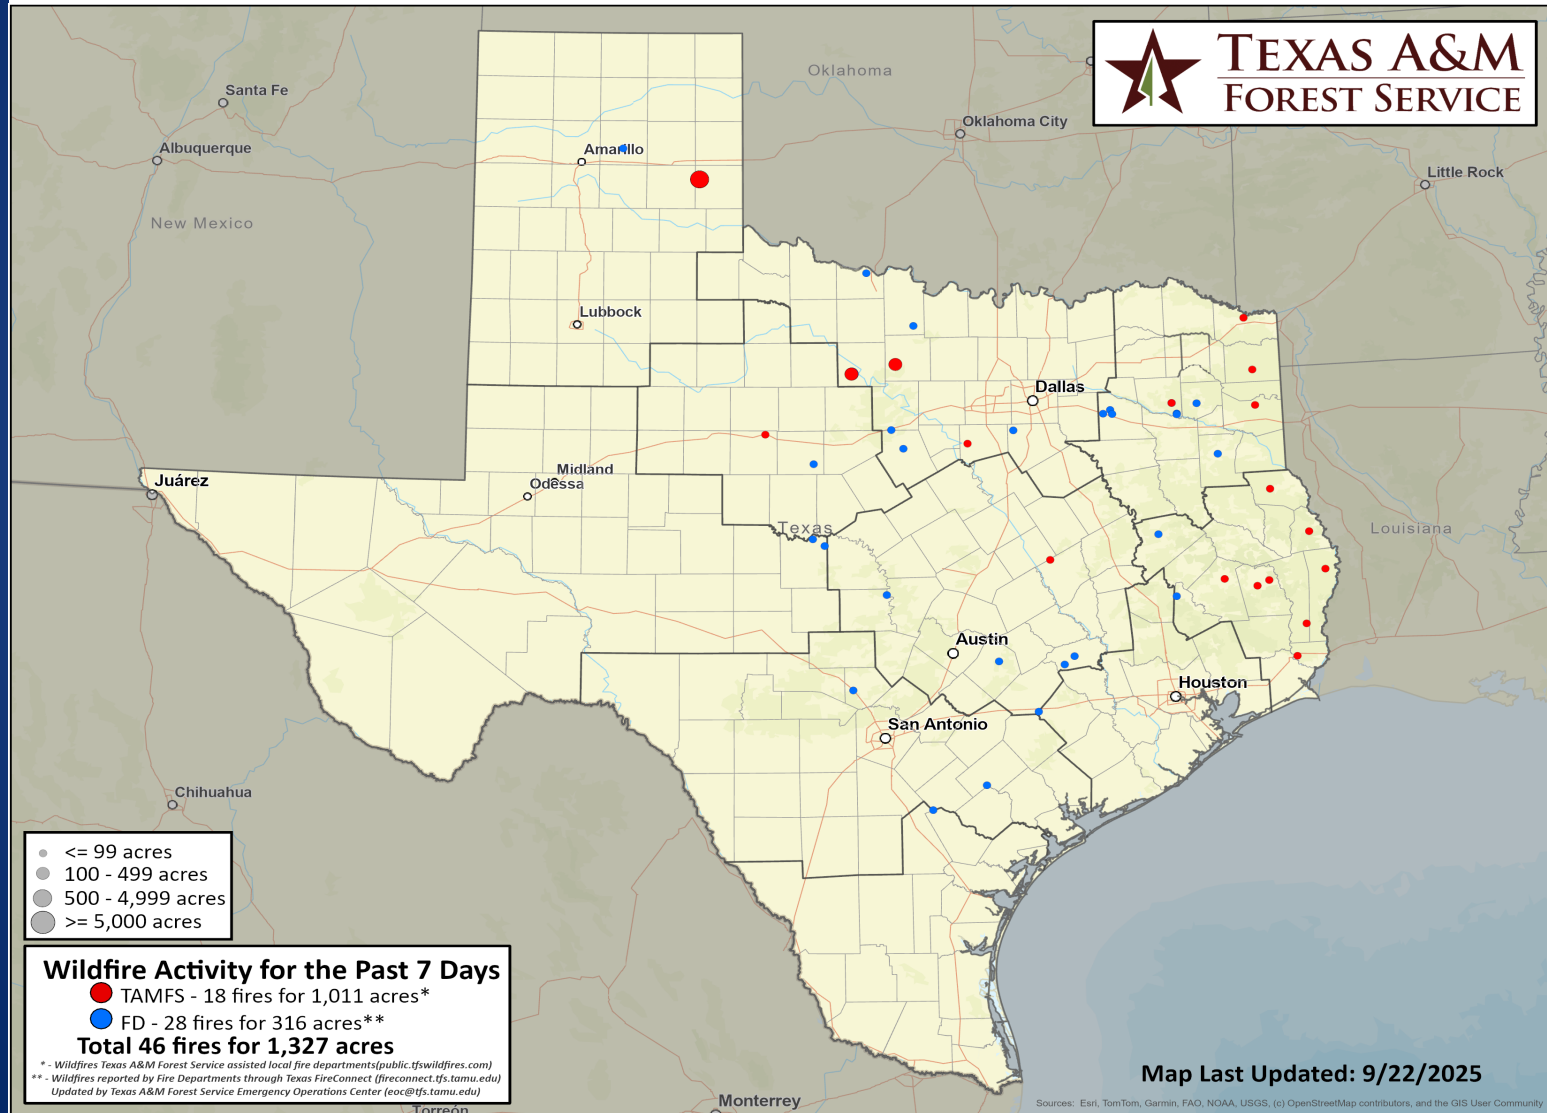 TEXAS A&M
FOREST SERVICE
Oklahoma
Santa Fe
Oklahoma City
Albuquerque
Amarillo
Little Rock
New Mexico
Lubbock
Dallas
Midland
Odessa
Juárez
Texas
Louisiana
Austin
Houston
San Antonio
Chihuahua
<= 99 acres
100 - 499 acres
500 - 4,999 acres
>= 5,000 acres
Wildfire Activity for the Past 7 Days
TAMFS - 18 fires for 1,011 acres*
FD - 28 fires for 316 acres**
Total 46 fires for 1,327 acres
* - Wildfires Texas A&M Forest Service assisted local fire departments(public.tfswildfires.com)
** - Wildfires reported by Fire Departments through Texas FireConnect (fireconnect.tfs.tamu.edu)
Updated by Texas A&M Forest Service Emergency Operations Center (eoc@tfs.tamu.edu)
Map Last Updated: 9/22/2025
Monterrey
Sources: Esri, TomTom, Garmin, FAO, NOAA, USGS, (c) OpenStreetMap contributors, and the GIS User Community
Torreón